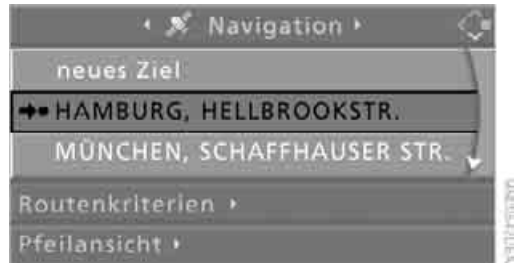 Navigation
neues Ziel
HAMBURG, HELLBROOKSTR.
MÜNCHEN, SCHAFFHAUSER STR.
Routenkriterien
Pfeilansicht